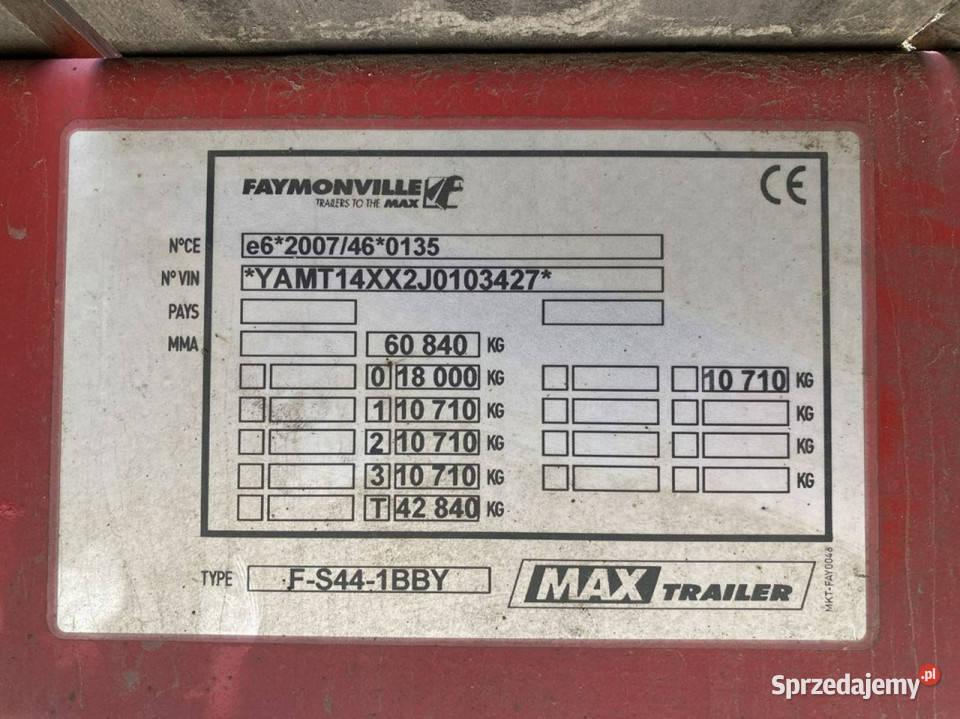 FAYMONVILLE
TRAILERS TO THE MAX
CE
N°CE e6*2007/46*0135
N° VIN *YAMT14XX2J0103427*
PAYS
MMA 60 840 KG
0 18 000 KG 10 710 KG
1 10 710 KG KG
2 10 710 KG KG
3 10 710 KG KG
T 42 840 KG
TYPE F-S44-1BBY
MAX TRAILER
MKT-FAY0048
Sprzedajemy.pl